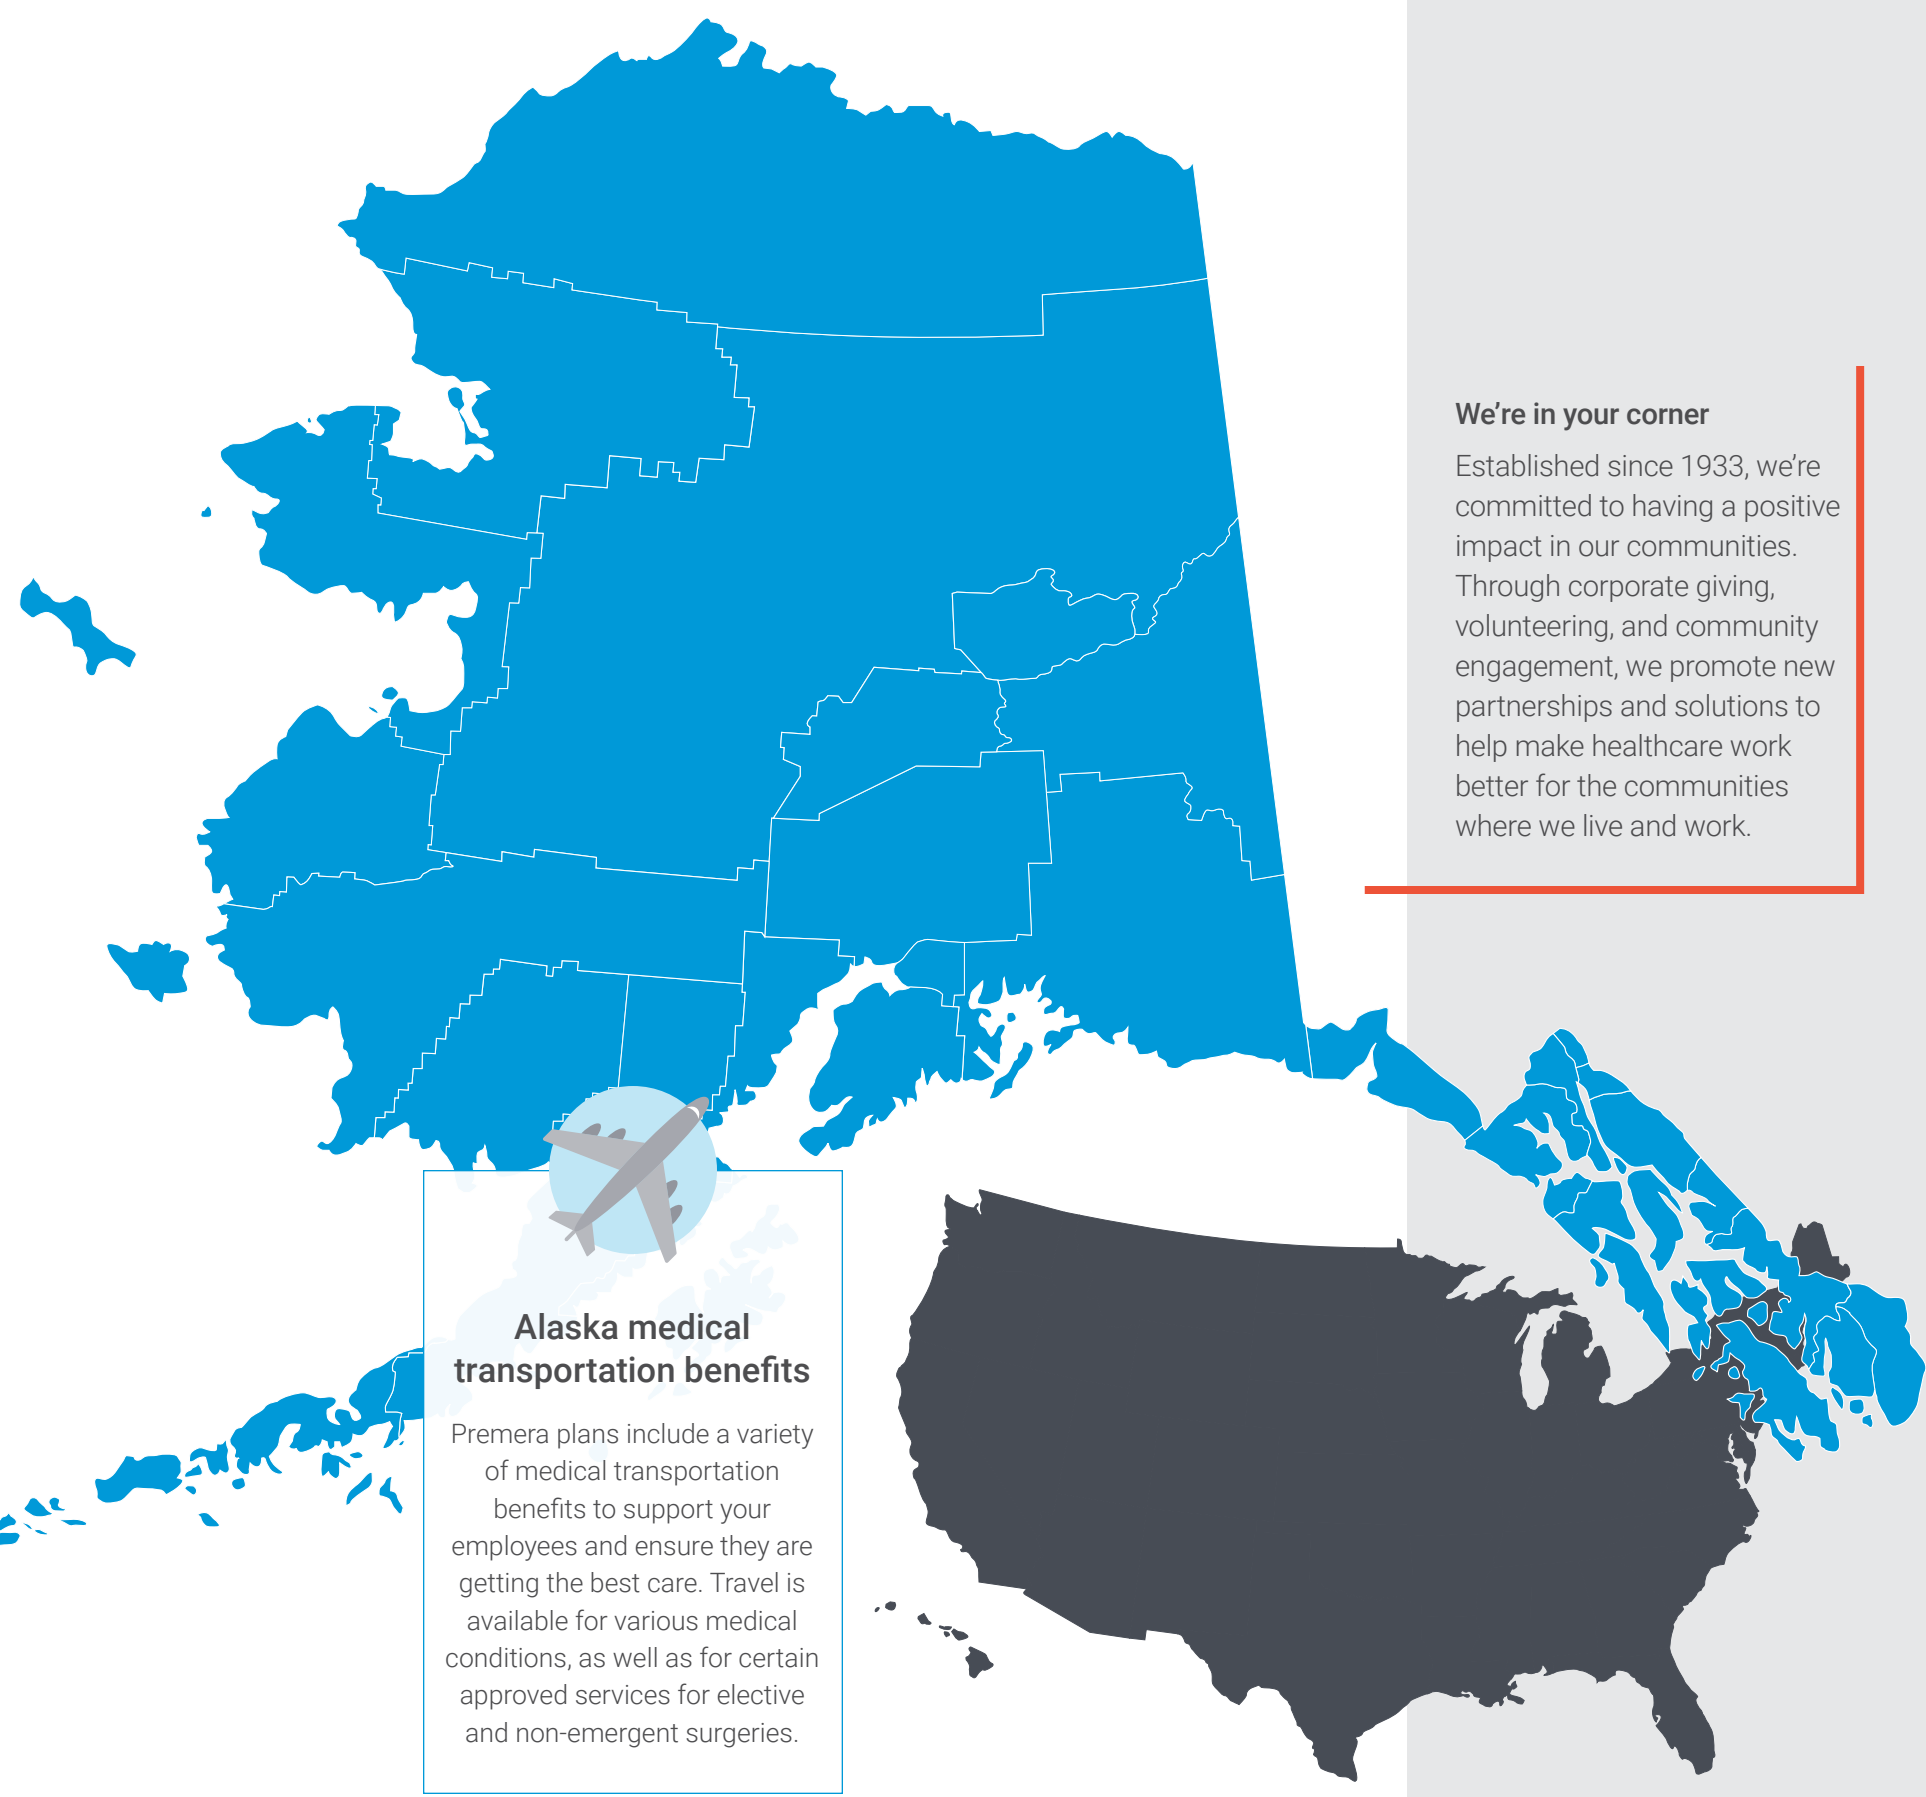 We’re in your corner
Established since 1933, we’re
committed to having a positive
impact in our communities.
Through corporate giving,
volunteering, and community
engagement, we promote new
partnerships and solutions to
help make healthcare work
better for the communities
where we live and work.
Alaska medical
transportation benefits
Premera plans include a variety
of medical transportation
benefits to support your
employees and ensure they are
getting the best care. Travel is
available for various medical
conditions, as well as for certain
approved services for elective
and non-emergent surgeries.